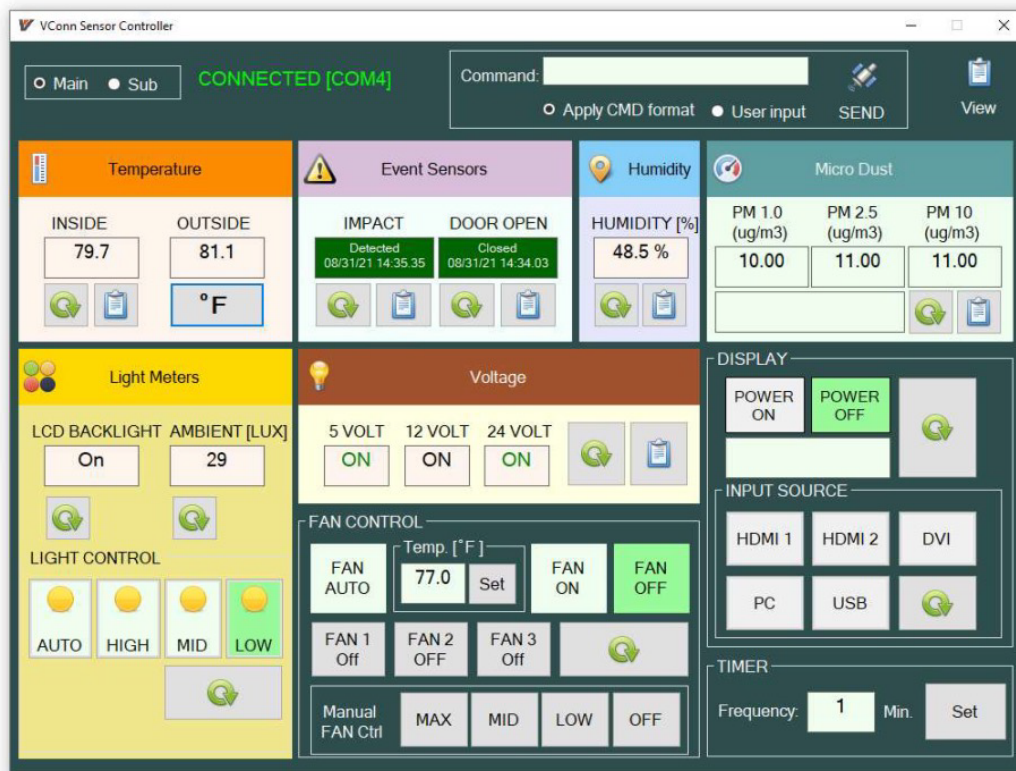 VConn Sensor Controller
Main Sub
CONNECTED [COM4]
Command:
Apply CMD format User input
SEND
View
Temperature
INSIDE OUTSIDE
79.7 81.1
°F
Event Sensors
IMPACT DOOR OPEN
Detected
08/31/21 14:35.35
Closed
08/31/21 14:34.03
Humidity
HUMIDITY [%]
48.5 %
Micro Dust
PM 1.0
(ug/m3)
PM 2.5
(ug/m3)
PM 10
(ug/m3)
10.00 11.00 11.00
Light Meters
LCD BACKLIGHT AMBIENT [LUX]
On 29
LIGHT CONTROL
AUTO HIGH MID LOW
Voltage
5 VOLT 12 VOLT 24 VOLT
ON ON ON
FAN CONTROL
FAN
AUTO
Temp. [°F ]
77.0 Set
FAN
ON
FAN
OFF
FAN 1
Off
FAN 2
OFF
FAN 3
Off
Manual
FAN Ctrl
MAX MID LOW OFF
DISPLAY
POWER
ON
POWER
OFF
INPUT SOURCE
HDMI 1 HDMI 2 DVI
PC USB
TIMER
Frequency: 1 Min. Set